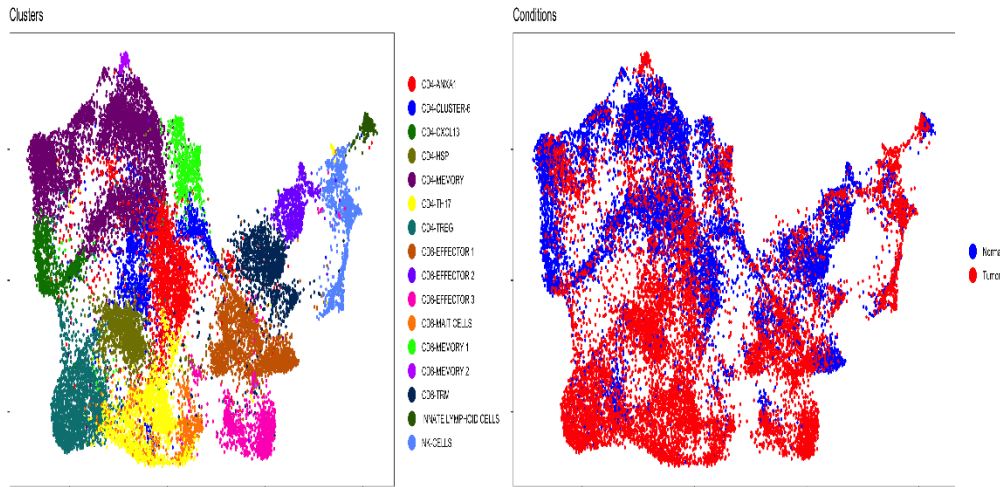 Clusters
CD4-ANXA1
CD4-CLUSTER-6
CD4-CXCL13
CD4-HSP
CD4-MEMORY
CD4-TH17
CD4-TREG
CD8-EFFECTOR 1
CD8-EFFECTOR 2
CD8-EFFECTOR 3
CD8-MAIT CELLS
CD8-MEMORY 1
CD8-MEMORY 2
CD8-TRM
INNATE LYMPHOID CELLS
NK-CELLS
Conditions
Norma
Tumor